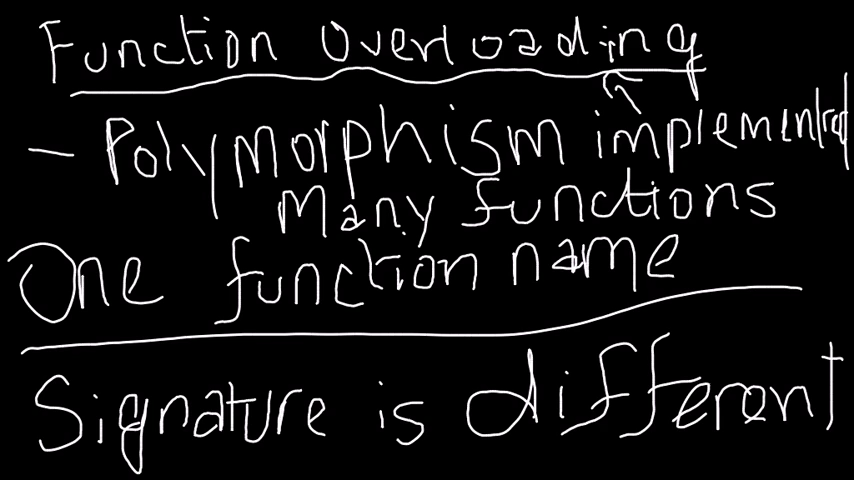 Function Overloading
- Polymorphism implemented
Many functions
One function name
Signature is different